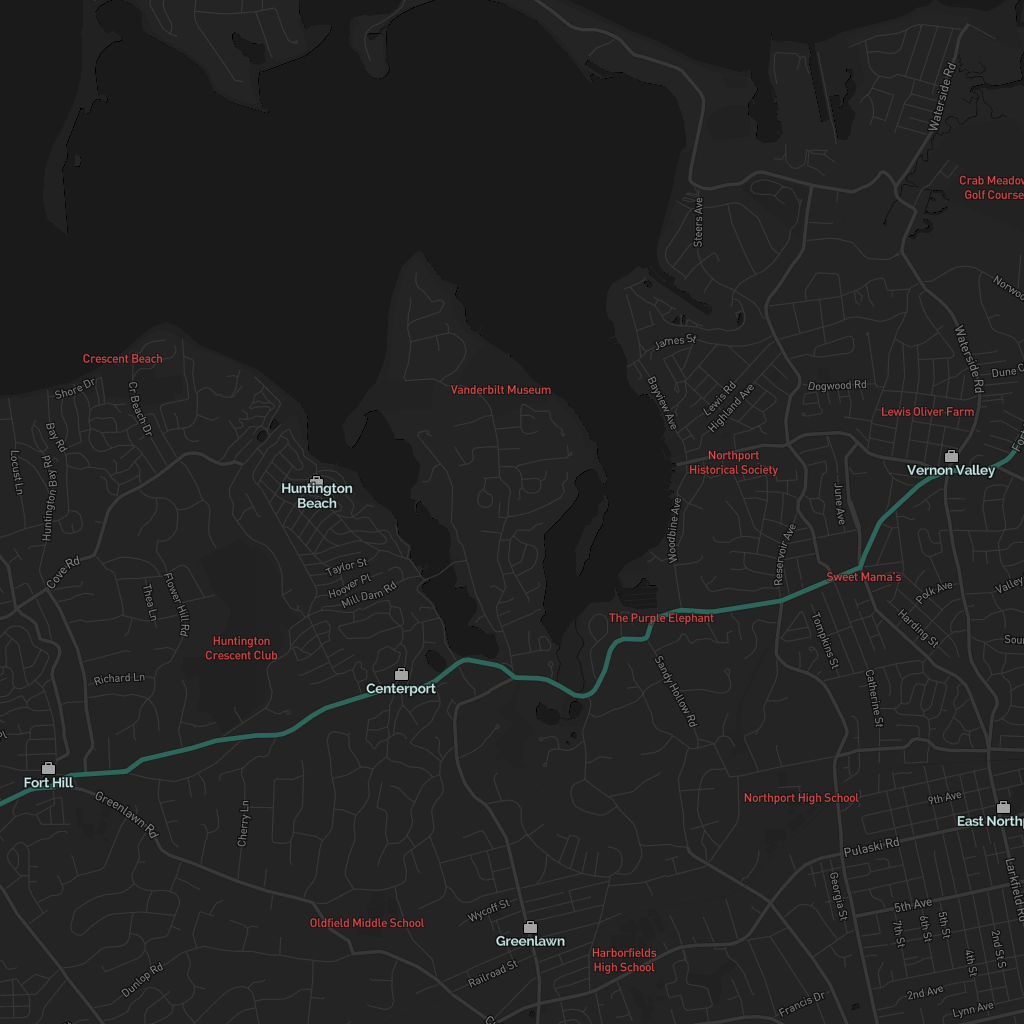 Waterside Rd
Crab Meadow
Golf Course
Steers Ave
James St
Waterside Rd
Crescent Beach
Shore Dr
Cr Beach Dr
Vanderbilt Museum
Bayview Ave
Lewis Rd
Highland Ave
Dogwood Rd
Lewis Oliver Farm
Bay Rd
Locust Ln
Huntington Bay Rd
Northport
Historical Society
Vernon Valley
Huntington
Beach
June Ave
Woodbine Ave
Reservoir Ave
Cove Rd
Taylor St
Hoover Pl
Mill Dam Rd
Thea Ln
Flower Hill Rd
Sweet Mama's
Polk Ave
Valley
The Purple Elephant
Harding St
Tompkins St
Huntington
Crescent Club
Richard Ln
Centerport
Sandy Hollow Rd
Catherine St
Fort Hill
Greenlawn Rd
Cherry Ln
Northport High School
9th Ave
East Northp
Pulaski Rd
Georgia St
Larkfield Rd
5th Ave
7th St
6th St
5th St
4th St
2nd St S
Wycoff St
Oldfield Middle School
Greenlawn
Harborfields
High School
Railroad St
Dunlop Rd
Francis Dr
2nd Ave
Lynn Ave